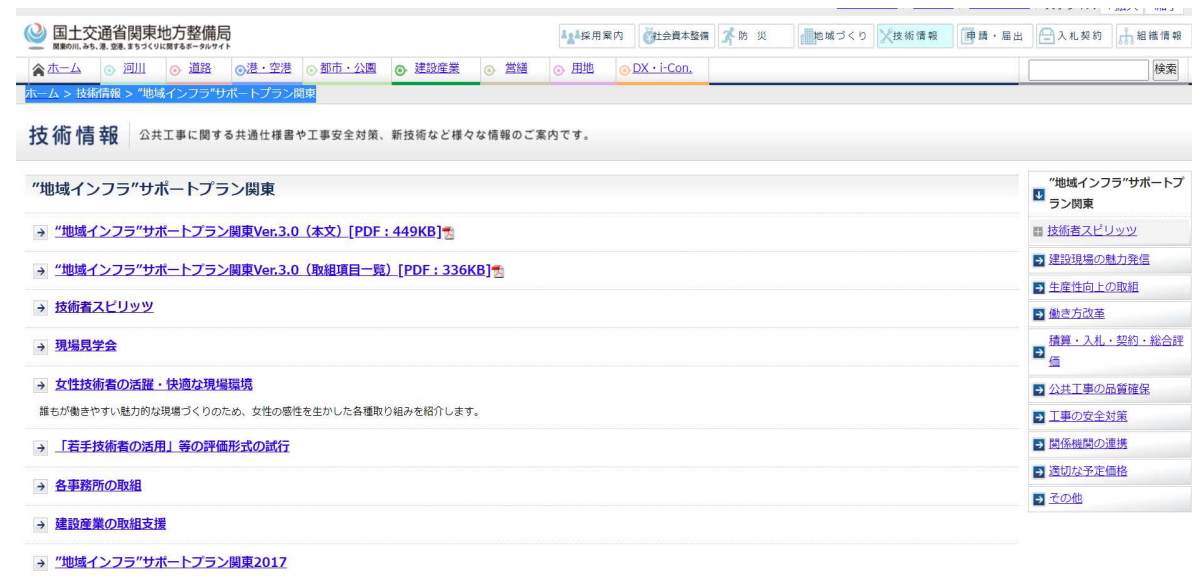 国土交通省関東地方整備局
関東の川、みち、港、空港、まちづくりに関するポータルサイト
採用案内 社会資本整備 防 災 地域づくり 技術情報 申請・届出 入札契約 組織情報
ホーム 河川 道路 港・空港 都市・公園 建設産業 営繕 用地 DX・i-Con. 検索
ホーム > 技術情報 > "地域インフラ"サポートプラン関東
技術情報 公共工事に関する共通仕様書や工事安全対策、新技術など様々な情報のご案内です。
"地域インフラ"サポートプラン関東
"地域インフラ"サポートプラン関東Ver.3.0（本文）[PDF：449KB]
"地域インフラ"サポートプラン関東Ver.3.0（取組項目一覧）[PDF：336KB]
技術者スピリッツ
現場見学会
女性技術者の活躍・快適な現場環境
誰もが働きやすい魅力的な現場づくりのため、女性の感性を生かした各種取り組みを紹介します。
「若手技術者の活用」等の評価形式の試行
各事務所の取組
建設産業の取組支援
"地域インフラ"サポートプラン関東2017
"地域インフラ"サポートプ
ラン関東
技術者スピリッツ
建設現場の魅力発信
生産性向上の取組
働き方改革
積算・入札・契約・総合評
価
公共工事の品質確保
工事の安全対策
関係機関の連携
適切な予定価格
その他